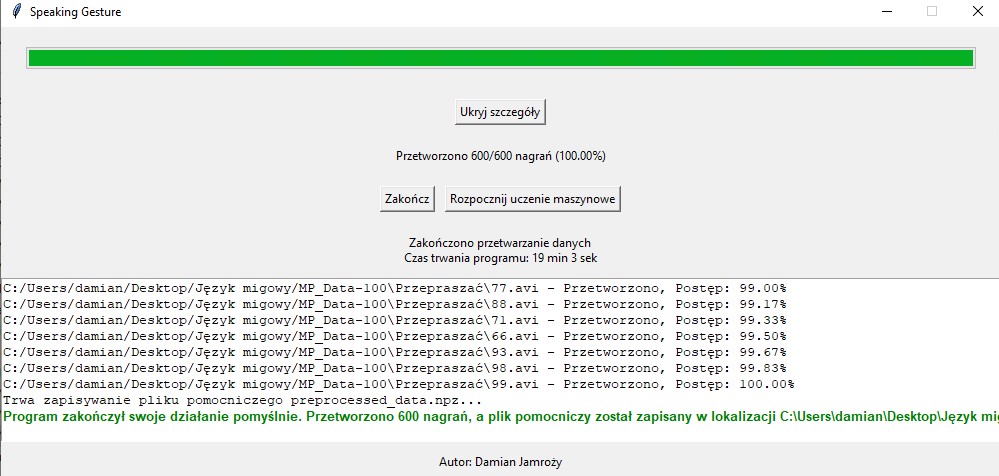 Speaking Gesture
Ukryj szczegóły
Przetworzono 600/600 nagrań (100.00%)
Zakończ Rozpocznij uczenie maszynowe
Zakończono przetwarzanie danych
Czas trwania programu: 19 min 3 sek
C:/Users/damian/Desktop/Język migowy/MP_Data-100\Przepraszać\77.avi - Przetworzono, Postęp: 99.00%
C:/Users/damian/Desktop/Język migowy/MP_Data-100\Przepraszać\88.avi - Przetworzono, Postęp: 99.17%
C:/Users/damian/Desktop/Język migowy/MP_Data-100\Przepraszać\71.avi - Przetworzono, Postęp: 99.33%
C:/Users/damian/Desktop/Język migowy/MP_Data-100\Przepraszać\66.avi - Przetworzono, Postęp: 99.50%
C:/Users/damian/Desktop/Język migowy/MP_Data-100\Przepraszać\93.avi - Przetworzono, Postęp: 99.67%
C:/Users/damian/Desktop/Język migowy/MP_Data-100\Przepraszać\98.avi - Przetworzono, Postęp: 99.83%
C:/Users/damian/Desktop/Język migowy/MP_Data-100\Przepraszać\99.avi - Przetworzono, Postęp: 100.00%
Trwa zapisywanie pliku pomocniczego preprocessed_data.npz...
Program zakończył swoje działanie pomyślnie. Przetworzono 600 nagrań, a plik pomocniczy został zapisany w lokalizacji C:\Users\damian\Desktop\Język mig
Autor: Damian Jamroży